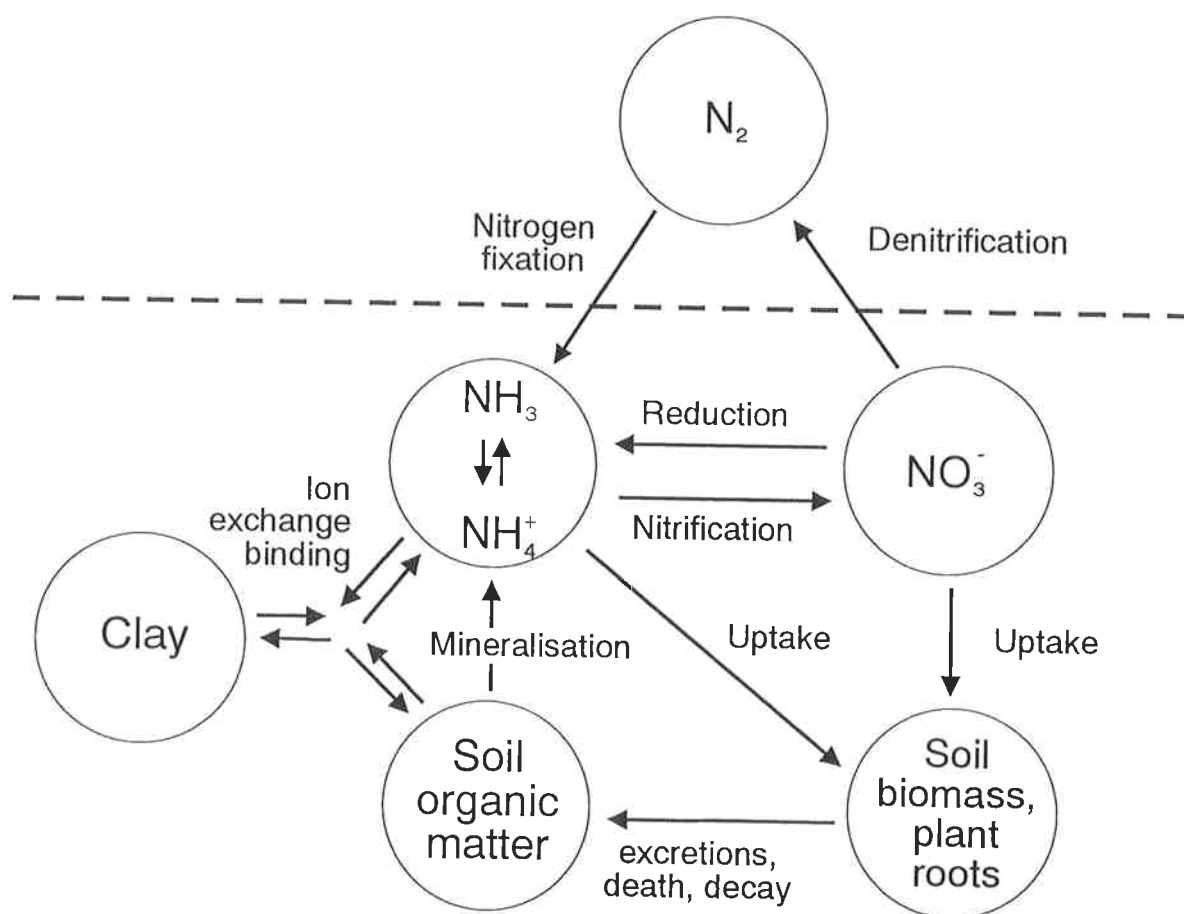 N₂
Nitrogen
fixation
Denitrification
NH₃
NH₄⁺
Reduction
Nitrification
NO₃⁻
Ion
exchange
binding
Clay
Mineralisation
Uptake
Uptake
Soil
organic
matter
excretions,
death, decay
Soil
biomass,
plant
roots